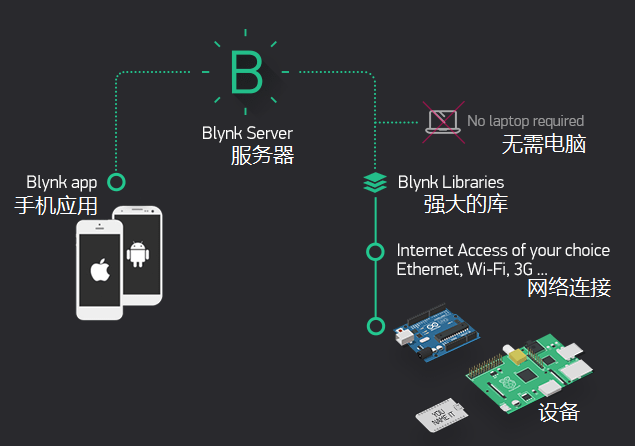 B
Blynk Server
服务器
No laptop required
无需电脑
Blynk app
手机应用
Blynk Libraries
强大的库
Internet Access of your choice
Ethernet, Wi-Fi, 3G ...
网络连接
YOU
NAME IT
设备